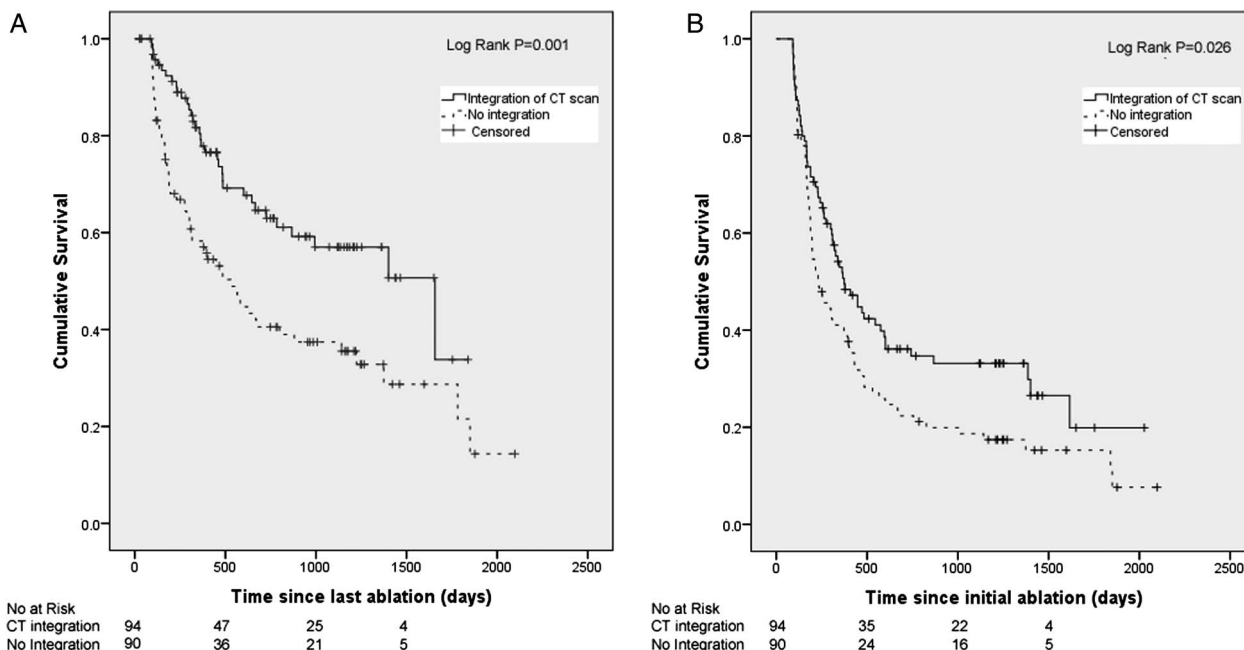 A
Log Rank P=0.001
Integration of CT scan
No integration
Censored
Cumulative Survival
1.0
0.8
0.6
0.4
0.2
0.0
0 500 1000 1500 2000 2500
Time since last ablation (days)
No at Risk
CT integration 94 47 25 4
No Integration 90 36 21 5
B
Log Rank P=0.026
Integration of CT scan
No integration
Censored
Cumulative Survival
1.0
0.8
0.6
0.4
0.2
0.0
0 500 1000 1500 2000 2500
Time since initial ablation (days)
No at Risk
CT integration 94 35 22 4
No Integration 90 24 16 5